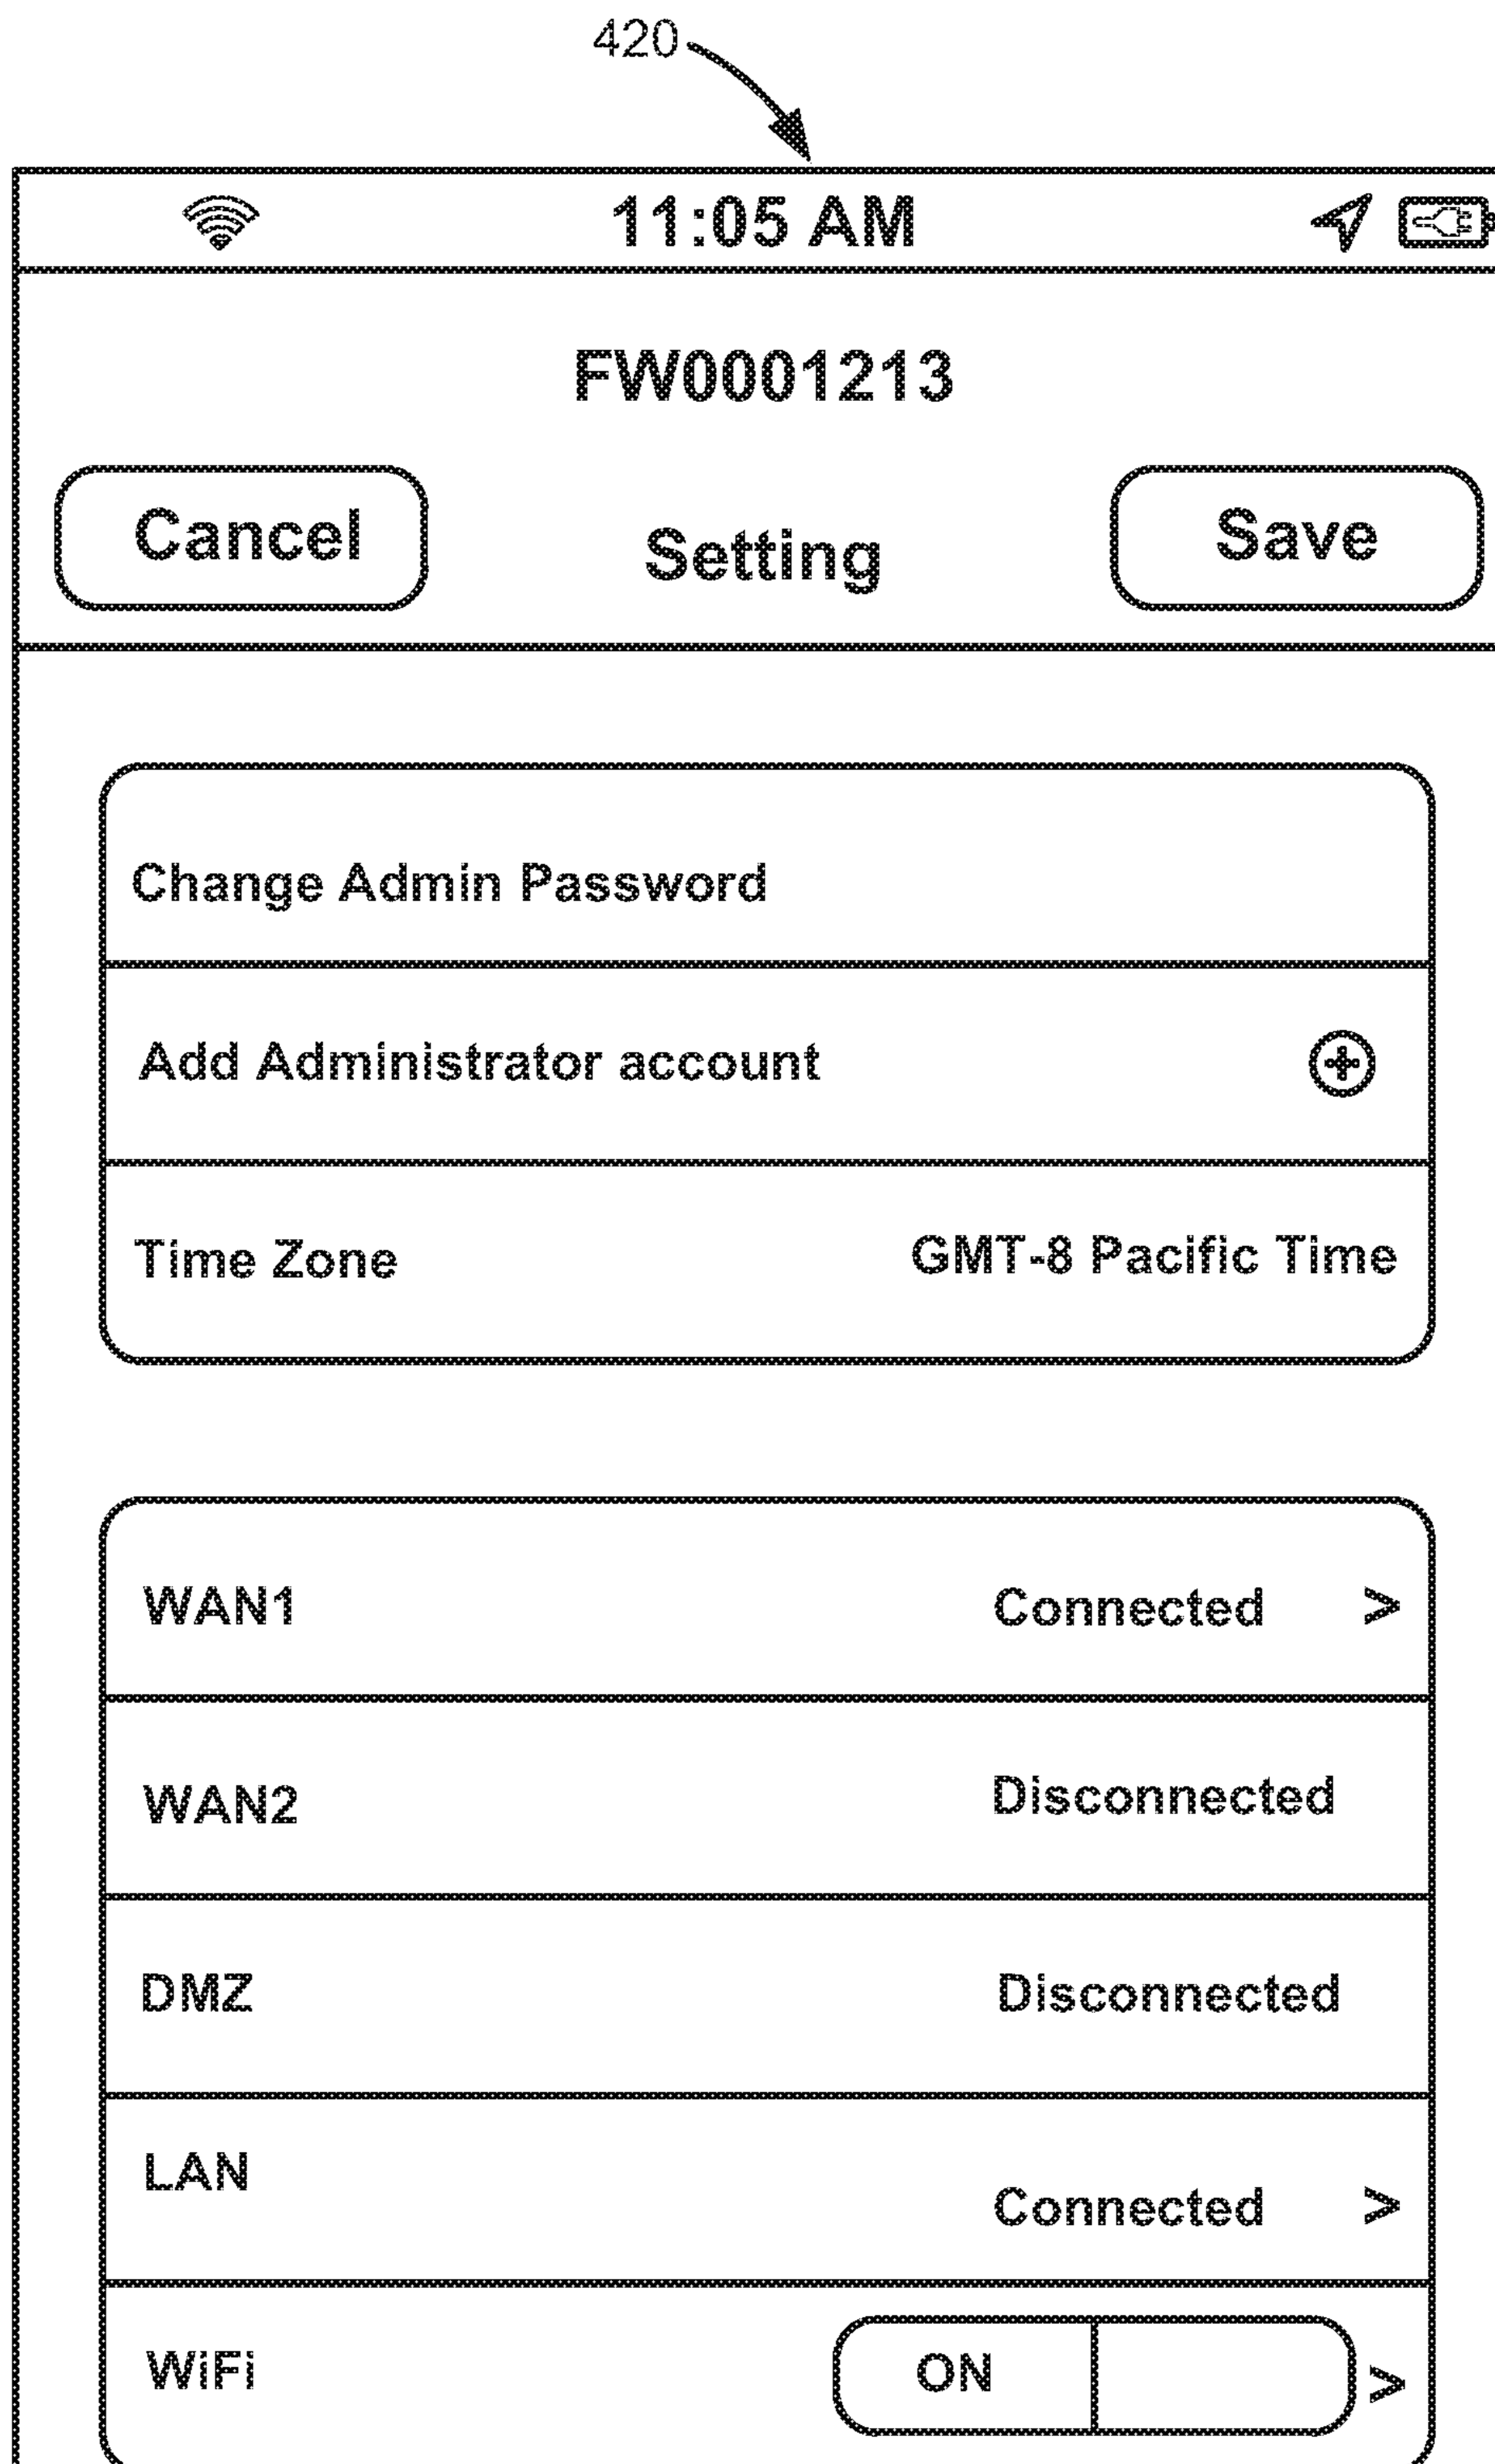 420
11:05 AM
FW0001213
Cancel Setting Save
Change Admin Password
Add Administrator account
Time Zone GMT-8 Pacific Time
WAN1 Connected >
WAN2 Disconnected
DMZ Disconnected
LAN Connected >
WiFi ON >